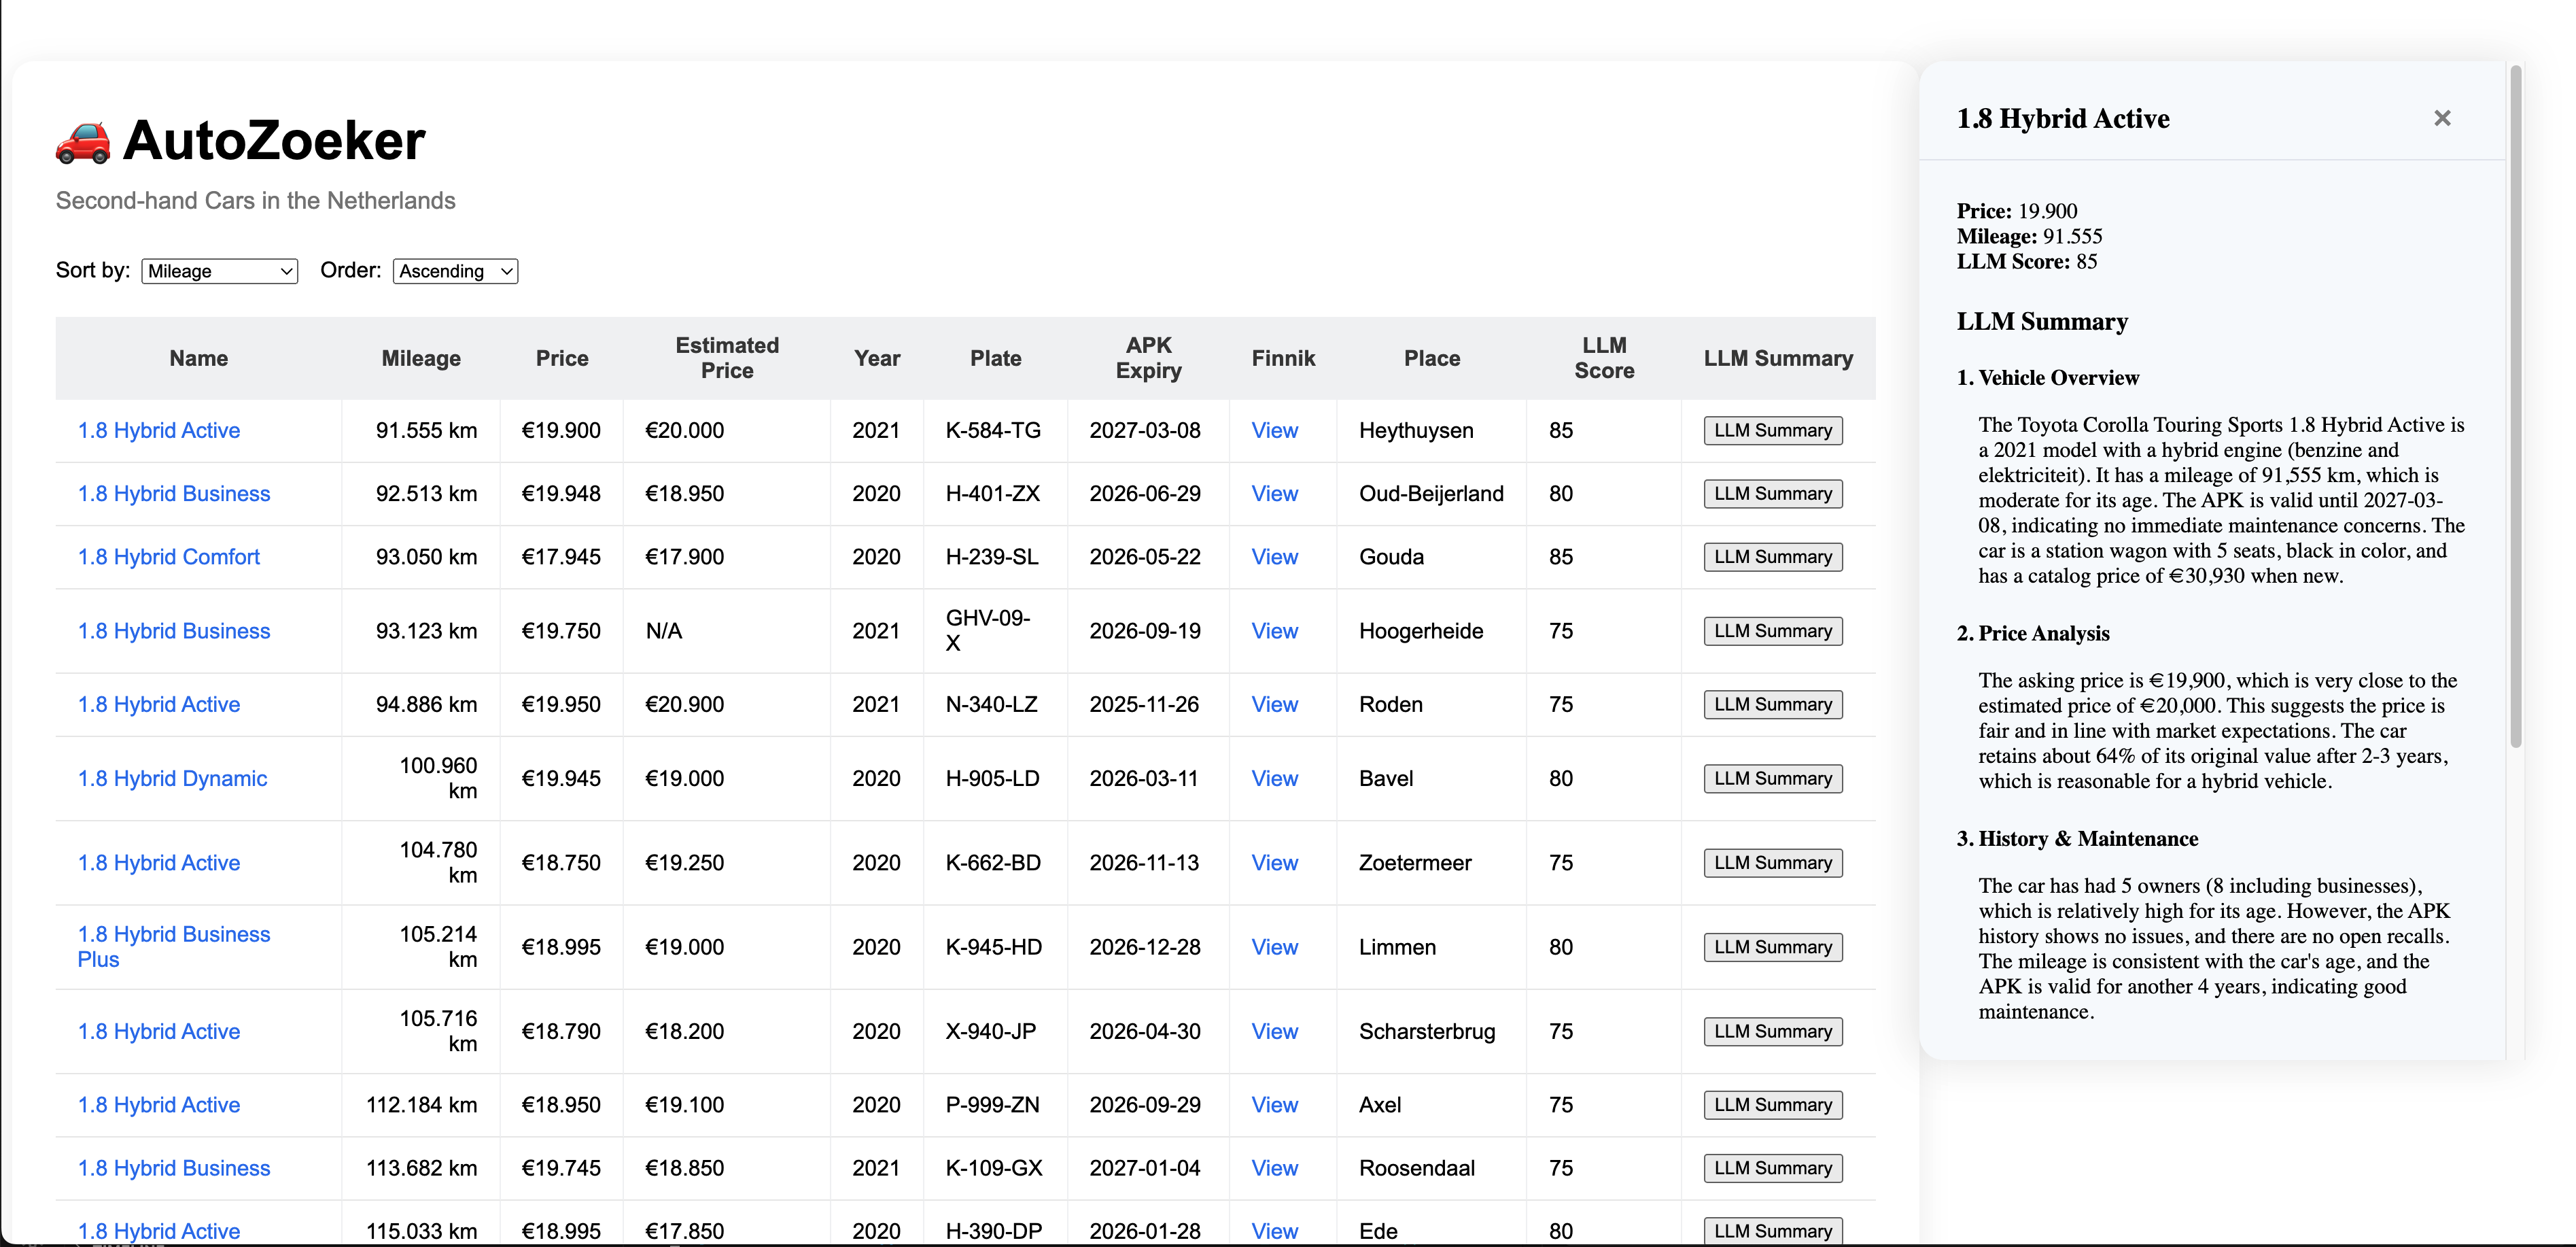 AutoZoeker
Second-hand Cars in the Netherlands
Sort by: Mileage Order: Ascending
Name Mileage Price Estimated Price Year Plate APK Expiry Finnik Place LLM Score LLM Summary
1.8 Hybrid Active 91.555 km €19.900 €20.000 2021 K-584-TG 2027-03-08 View Heythuysen 85 LLM Summary
1.8 Hybrid Business 92.513 km €19.948 €18.950 2020 H-401-ZX 2026-06-29 View Oud-Beijerland 80 LLM Summary
1.8 Hybrid Comfort 93.050 km €17.945 €17.900 2020 H-239-SL 2026-05-22 View Gouda 85 LLM Summary
1.8 Hybrid Business 93.123 km €19.750 N/A 2021 GHV-09-X 2026-09-19 View Hoogerheide 75 LLM Summary
1.8 Hybrid Active 94.886 km €19.950 €20.900 2021 N-340-LZ 2025-11-26 View Roden 75 LLM Summary
1.8 Hybrid Dynamic 100.960 km €19.945 €19.000 2020 H-905-LD 2026-03-11 View Bavel 80 LLM Summary
1.8 Hybrid Active 104.780 km €18.750 €19.250 2020 K-662-BD 2026-11-13 View Zoetermeer 75 LLM Summary
1.8 Hybrid Business Plus 105.214 km €18.995 €19.000 2020 K-945-HD 2026-12-28 View Limmen 80 LLM Summary
1.8 Hybrid Active 105.716 km €18.790 €18.200 2020 X-940-JP 2026-04-30 View Scharsterbrug 75 LLM Summary
1.8 Hybrid Active 112.184 km €18.950 €19.100 2020 P-999-ZN 2026-09-29 View Axel 75 LLM Summary
1.8 Hybrid Business 113.682 km €19.745 €18.850 2021 K-109-GX 2027-01-04 View Roosendaal 75 LLM Summary
1.8 Hybrid Active 115.033 km €18.995 €17.850 2020 H-390-DP 2026-01-28 View Ede 80 LLM Summary
1.8 Hybrid Active ×
Price: 19.900
Mileage: 91.555
LLM Score: 85
LLM Summary
1. Vehicle Overview
The Toyota Corolla Touring Sports 1.8 Hybrid Active is
a 2021 model with a hybrid engine (benzine and
elektriciteit). It has a mileage of 91,555 km, which is
moderate for its age. The APK is valid until 2027-03-
08, indicating no immediate maintenance concerns. The
car is a station wagon with 5 seats, black in color, and
has a catalog price of €30,930 when new.
2. Price Analysis
The asking price is €19,900, which is very close to the
estimated price of €20,000. This suggests the price is
fair and in line with market expectations. The car
retains about 64% of its original value after 2-3 years,
which is reasonable for a hybrid vehicle.
3. History & Maintenance
The car has had 5 owners (8 including businesses),
which is relatively high for its age. However, the APK
history shows no issues, and there are no open recalls.
The mileage is consistent with the car's age, and the
APK is valid for another 4 years, indicating good
maintenance.